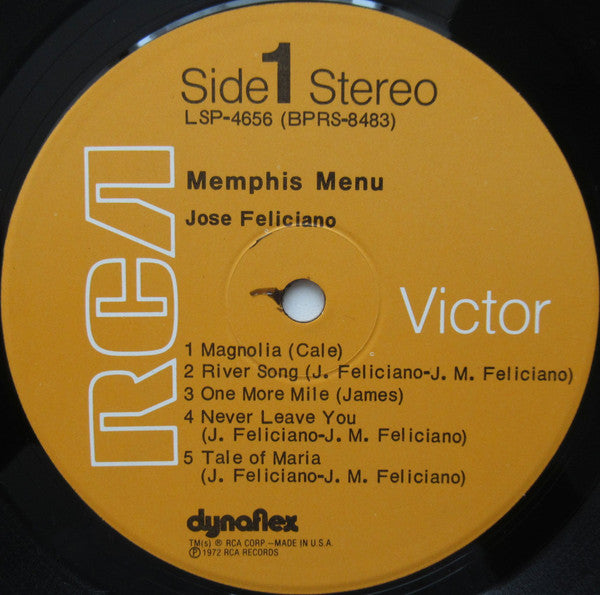 Side 1 Stereo
LSP-4656 (BPRS-8483)
RCA
Memphis Menu
Jose Feliciano
Victor
1 Magnolia (Cale)
2 River Song (J. Feliciano-J. M. Feliciano)
3 One More Mile (James)
4 Never Leave You
(J. Feliciano-J. M. Feliciano)
5 Tale of Maria
(J. Feliciano-J. M. Feliciano)
dynaflex
TM(s) ® RCA CORP.—MADE IN U.S.A.
℗ 1972 RCA RECORDS